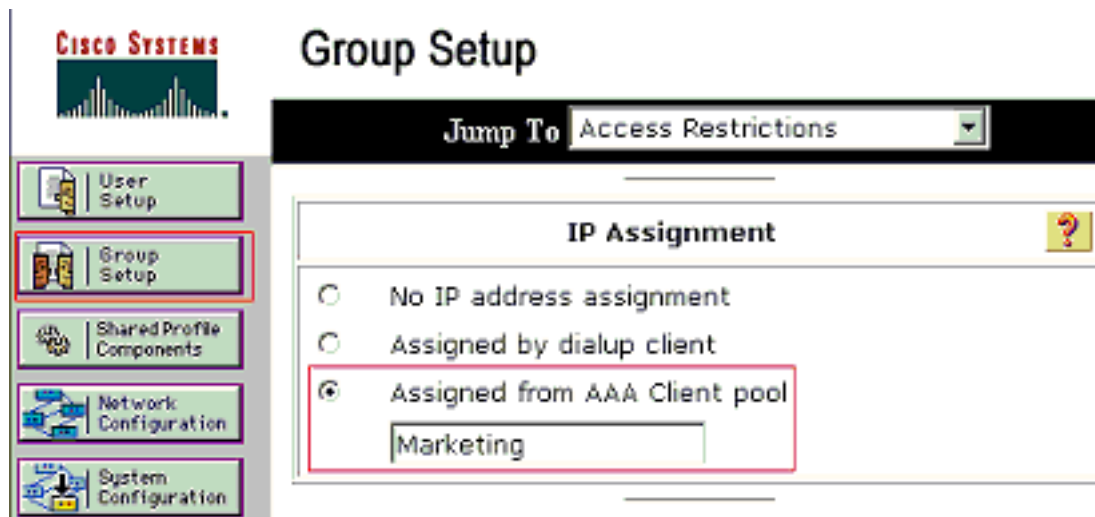 CISCO SYSTEMS
Group Setup
Jump To Access Restrictions
User
Setup
Group
Setup
Shared Profile
Components
Network
Configuration
System
Configuration
IP Assignment
?
No IP address assignment
Assigned by dialup client
Assigned from AAA Client pool
Marketing